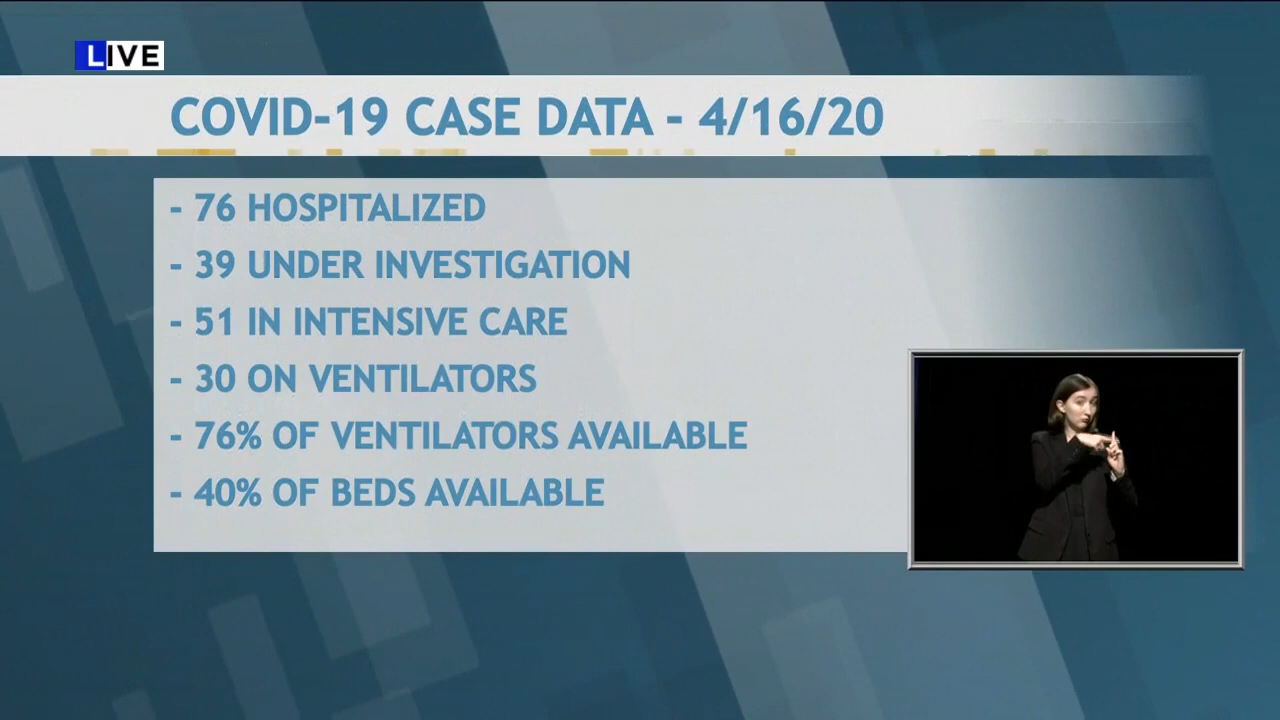 LIVE
COVID-19 CASE DATA - 4/16/20
- 76 HOSPITALIZED
- 39 UNDER INVESTIGATION
- 51 IN INTENSIVE CARE
- 30 ON VENTILATORS
- 76% OF VENTILATORS AVAILABLE
- 40% OF BEDS AVAILABLE